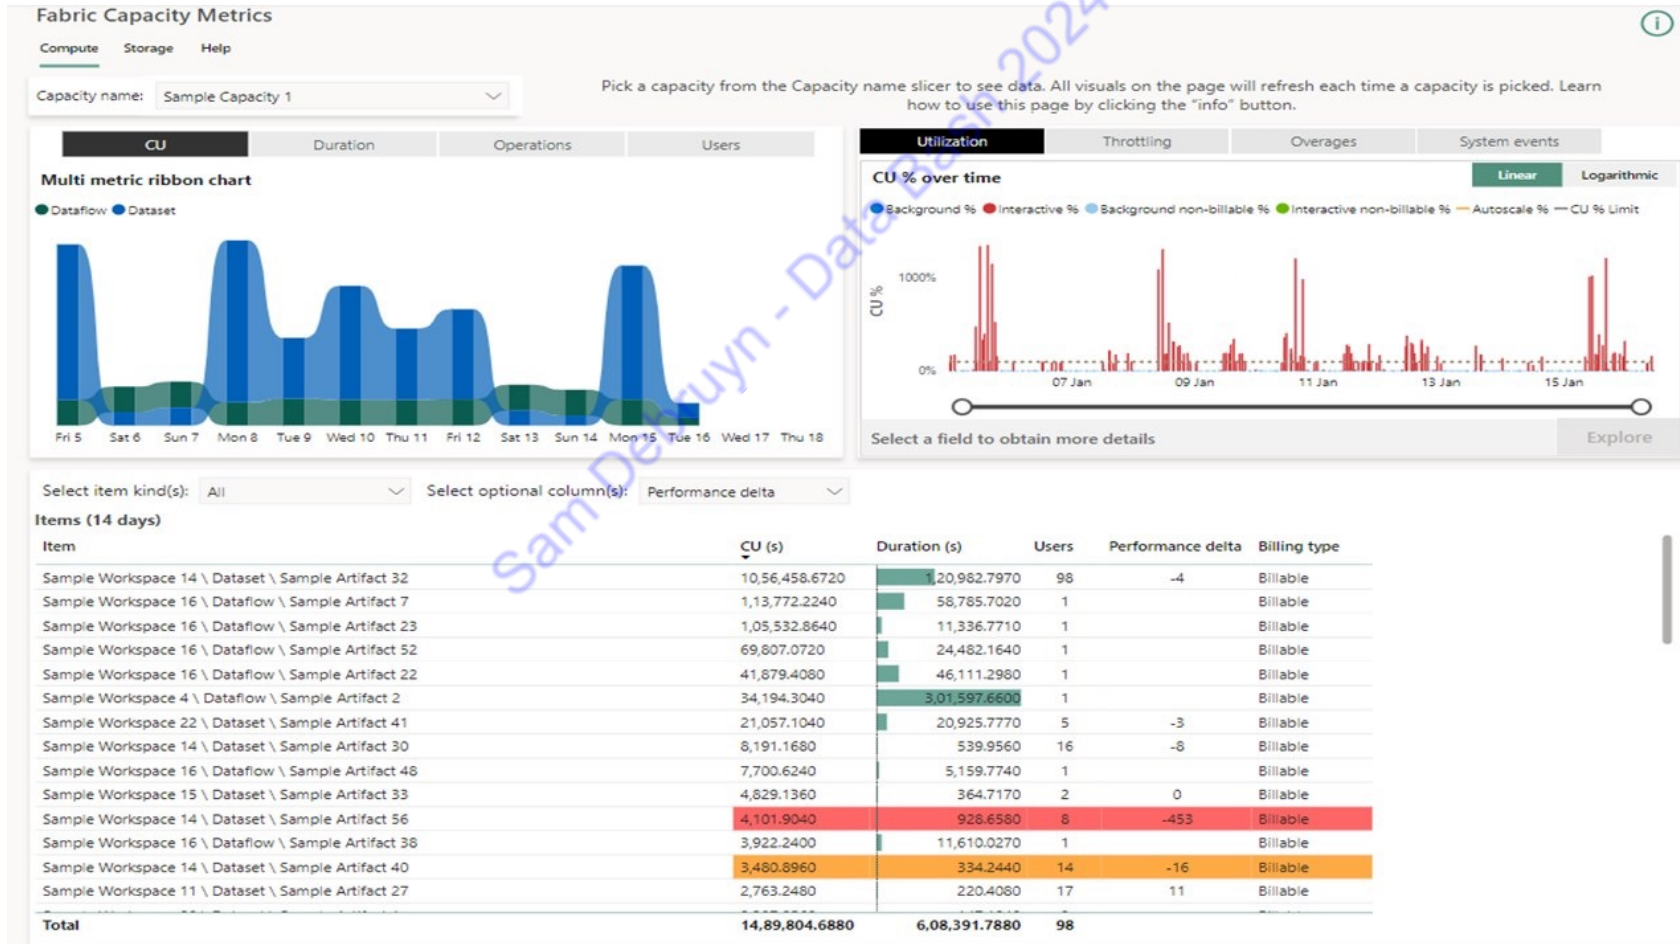 Fabric Capacity Metrics
Compute Storage Help
Capacity name: Sample Capacity 1
Pick a capacity from the Capacity name slicer to see data. All visuals on the page will refresh each time a capacity is picked. Learn
how to use this page by clicking the "info" button.
CU Duration Operations Users
Multi metric ribbon chart
Dataflow Dataset
Fri 5 Sat 6 Sun 7 Mon 8 Tue 9 Wed 10 Thu 11 Fri 12 Sat 13 Sun 14 Mon 15 Tue 16 Wed 17 Thu 18
Utilization Throttling Overages System events
CU % over time
Linear Logarithmic
Background % Interactive % Background non-billable % Interactive non-billable % Autoscale % CU % Limit
CU %
1000%
0%
07 Jan 09 Jan 11 Jan 13 Jan 15 Jan
Select a field to obtain more details
Explore
Sam Debruyn - Data Bash 2024
Select item kind(s): All Select optional column(s): Performance delta
Items (14 days)
Item CU (s) Duration (s) Users Performance delta Billing type
Sample Workspace 14 \ Dataset \ Sample Artifact 32 10,56,458.6720 1,20,982.7970 98 -4 Billable
Sample Workspace 16 \ Dataflow \ Sample Artifact 7 1,13,772.2240 58,785.7020 1 Billable
Sample Workspace 16 \ Dataflow \ Sample Artifact 23 1,05,532.8640 11,336.7710 1 Billable
Sample Workspace 16 \ Dataflow \ Sample Artifact 52 69,807.0720 24,482.1640 1 Billable
Sample Workspace 16 \ Dataflow \ Sample Artifact 22 41,879.4080 46,111.2980 1 Billable
Sample Workspace 4 \ Dataflow \ Sample Artifact 2 34,194.3040 3,01,597.6600 1 Billable
Sample Workspace 22 \ Dataset \ Sample Artifact 41 21,057.1040 20,925.7770 5 -3 Billable
Sample Workspace 14 \ Dataset \ Sample Artifact 30 8,191.1680 539.9560 16 -8 Billable
Sample Workspace 16 \ Dataflow \ Sample Artifact 48 7,700.6240 5,159.7740 1 Billable
Sample Workspace 15 \ Dataset \ Sample Artifact 33 4,829.1360 364.7170 2 0 Billable
Sample Workspace 14 \ Dataset \ Sample Artifact 56 4,101.9040 928.6580 8 -453 Billable
Sample Workspace 16 \ Dataflow \ Sample Artifact 38 3,922.2400 11,610.0270 1 Billable
Sample Workspace 14 \ Dataset \ Sample Artifact 40 3,480.8960 334.2440 14 -16 Billable
Sample Workspace 11 \ Dataset \ Sample Artifact 27 2,763.2480 220.4080 17 11 Billable
Total 14,89,804.6880 6,08,391.7880 98